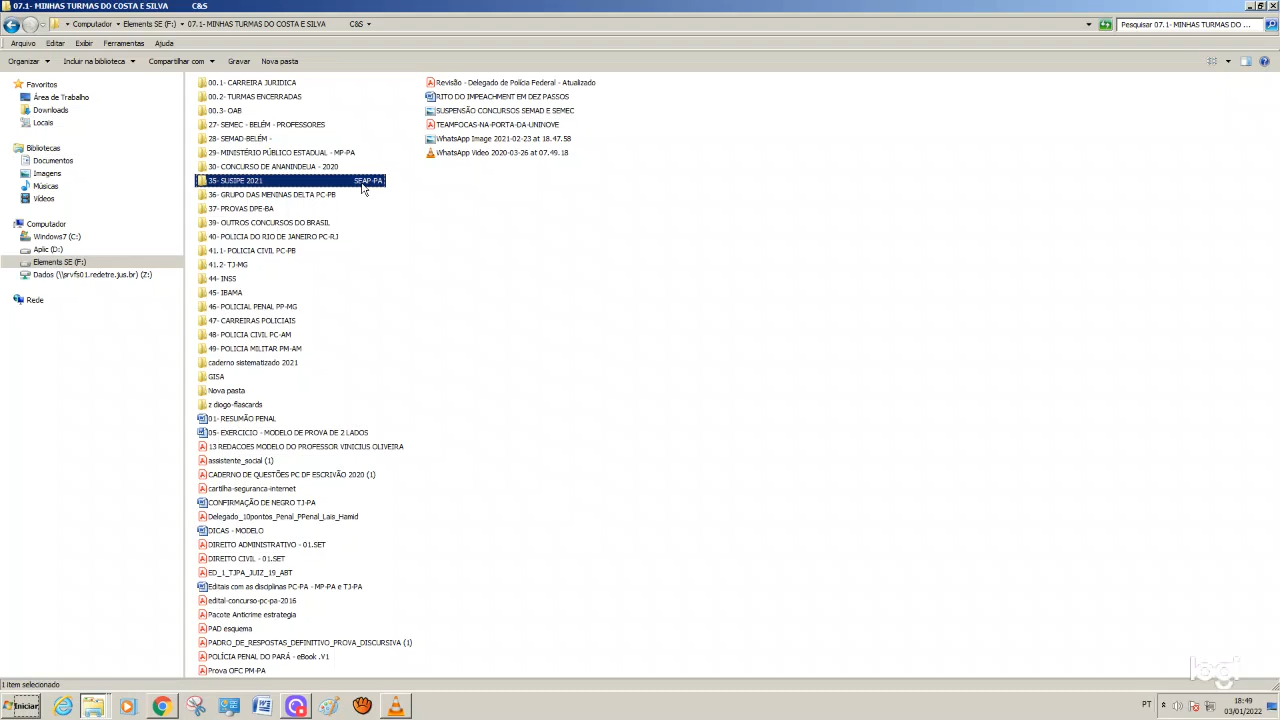 07.1- MINHAS TURMAS DO COSTA E SILVA C&S
Computador Elements SE (F:) 07.1- MINHAS TURMAS DO COSTA E SILVA C&S
Pesquisar 07.1- MINHAS TURMAS DO ...
Arquivo Editar Exibir Ferramentas Ajuda
Organizar Incluir na biblioteca Compartilhar com Gravar Nova pasta
Favoritos
Área de Trabalho
Downloads
Locais
Bibliotecas
Documentos
Imagens
Músicas
Vídeos
Computador
Windows7 (C:)
Aplic (D:)
Elements SE (F:)
Dados (\\srvfs01.redetre.jus.br) (Z:)
Rede
00.1- CARREIRA JURIDICA
00.2- TURMAS ENCERRADAS
00.3- OAB
27- SEMEC - BELÉM - PROFESSORES
28- SEMAD-BELÉM -
29- MINISTÉRIO PÚBLICO ESTADUAL - MP-PA
30- CONCURSO DE ANANINDEUA - 2020
35- SUSIPE 2021 SEAP-PA
36- GRUPO DAS MENINAS DELTA PC-PB
37- PROVAS DPE-BA
39- OUTROS CONCURSOS DO BRASIL
40- POLICIA DO RIO DE JANEIRO PC-RJ
41.1- POLICIA CIVIL PC-PB
41.2- TJ-MG
44- INSS
45- IBAMA
46- POLICIAL PENAL PP-MG
47- CARREIRAS POLICIAIS
48- POLICIA CIVIL PC-AM
49- POLICIA MILITAR PM-AM
caderno sistematizado 2021
GISA
Nova pasta
z diogo-flascards
01- RESUMÃO PENAL
05- EXERCICIO - MODELO DE PROVA DE 2 LADOS
13 REDACOES MODELO DO PROFESSOR VINICIUS OLIVEIRA
assistente_social (1)
CADERNO DE QUESTÕES PC DF ESCRIVÃO 2020 (1)
cartilha-seguranca-internet
CONFIRMAÇÃO DE NEGRO TJ-PA
Delegado_10pontos_Penal_PPenal_Lais_Hamid
DICAS - MODELO
DIREITO ADMINISTRATIVO - 01.SET
DIREITO CIVIL - 01.SET
ED_1_TJPA_JUIZ_19_ABT
Editais com as disciplinas PC-PA - MP-PA e TJ-PA
edital-concurso-pc-pa-2016
Pacote Anticrime estrategia
PAD esquema
PADRO_DE_RESPOSTAS_DEFINITIVO_PROVA_DISCURSIVA (1)
POLÍCIA PENAL DO PARÁ - eBook .V1
Prova OFC PM-PA
Revisão - Delegado de Polícia Federal - Atualizado
RITO DO IMPEACHMENT EM DEZ PASSOS
SUSPENSÃO CONCURSOS SEMAD E SEMEC
TEAMFOCAS-NA-PORTA-DA-UNINOVE
WhatsApp Image 2021-02-23 at 18.47.58
WhatsApp Video 2020-03-26 at 07.49.18
1 item selecionado
logi
Iniciar
PT
18:49
03/01/2022